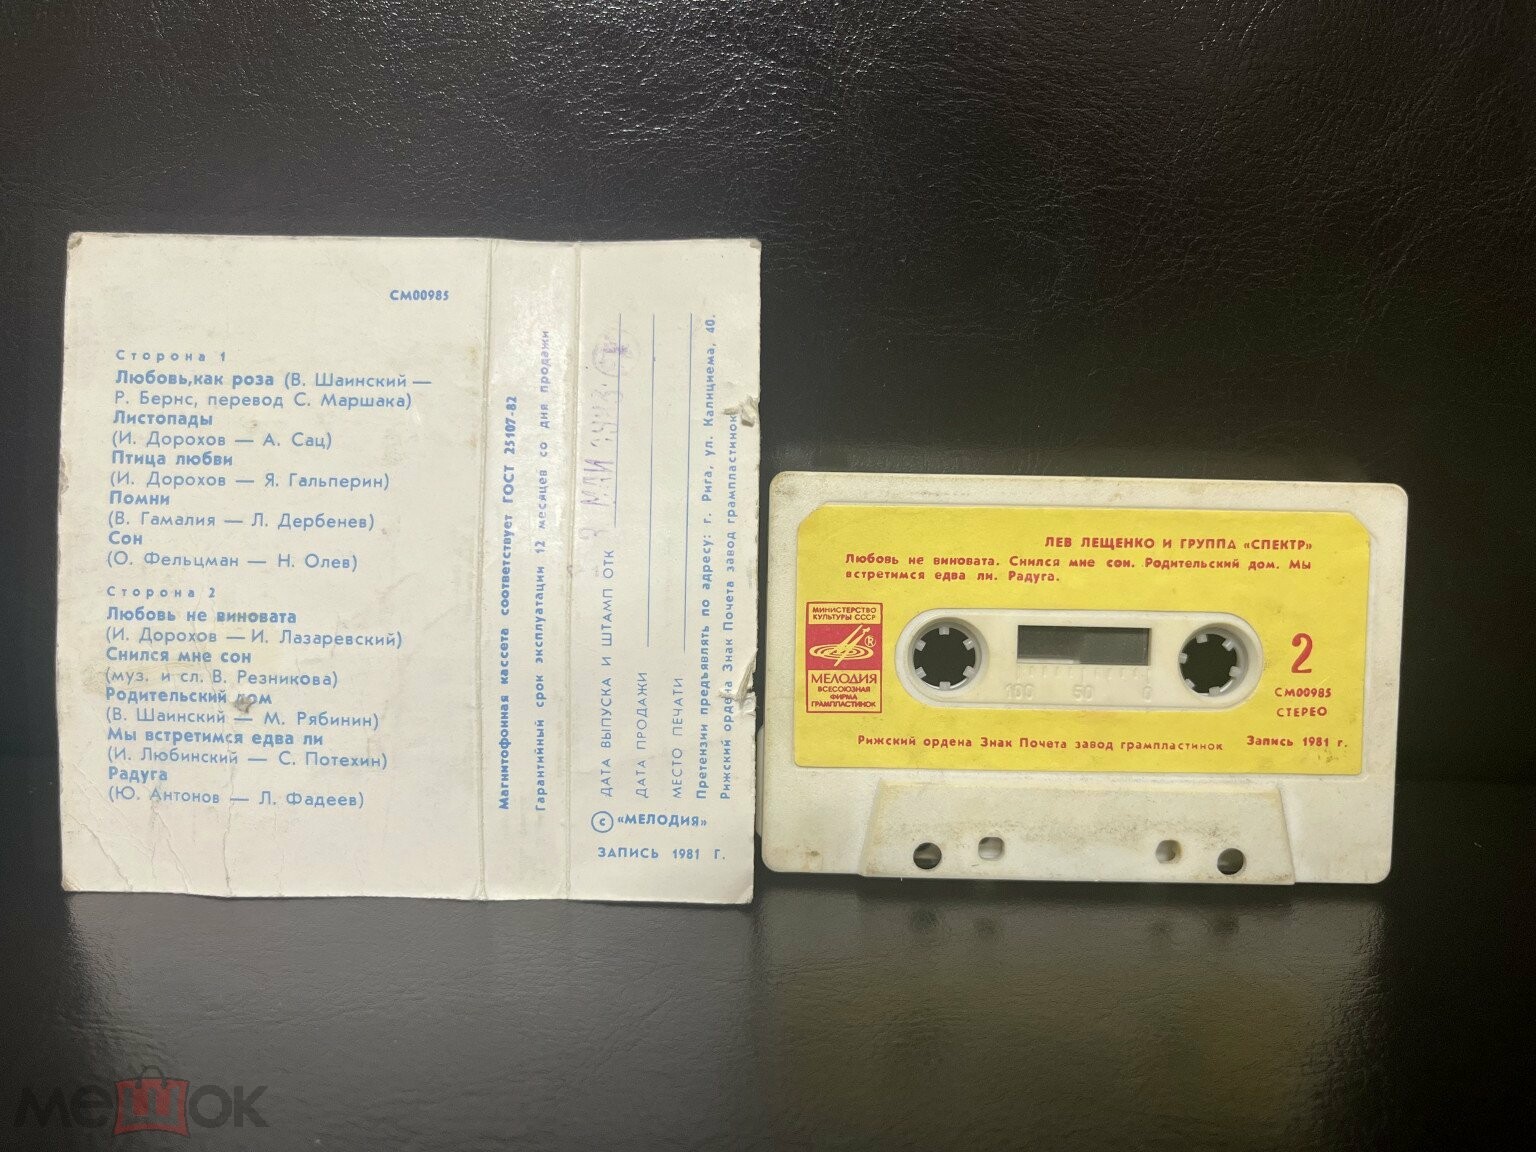 СМ00985
Сторона 1
Любовь, как роза (В. Шаинский —
Р. Бернс, перевод С. Маршака)
Листопады
(И. Дорохов — А. Сац)
Птица любви
(И. Дорохов — Я. Гальперин)
Помни
(В. Гамалия — Л. Дербенев)
Сон
(О. Фельцман — Н. Олев)
Сторона 2
Любовь не виновата
(И. Дорохов — И. Лазаревский)
Снился мне сон
(муз. и сл. В. Резникова)
Родительский дом
(В. Шаинский — М. Рябинин)
Мы встретимся едва ли
(И. Любинский — С. Потехин)
Радуга
(Ю. Антонов — Л. Фадеев)
Магнитофонная кассета соответствует ГОСТ 25107-82
Гарантийный срок эксплуатации 12 месяцев со дня продажи
ДАТА ВЫПУСКА И ШТАМП ОТК
ДАТА ПРОДАЖИ
МЕСТО ПЕЧАТИ
Претензии предъявлять по адресу: г. Рига, ул. Калнциема, 40.
Рижский ордена Знак Почета завод грампластинок
© «МЕЛОДИЯ»
ЗАПИСЬ 1981 Г.
ЛЕВ ЛЕЩЕНКО И ГРУППА «СПЕКТР»
Любовь не виновата. Снился мне сон. Родительский дом. Мы
встретимся едва ли. Радуга.
МИНИСТЕРСТВО
КУЛЬТУРЫ СССР
®
МЕЛОДИЯ
ВСЕСОЮЗНАЯ
ФИРМА
ГРАМПЛАСТИНОК
100 50 0
2
СМ00985
СТЕРЕО
Рижский ордена Знак Почета завод грампластинок Запись 1981 г.
мешок